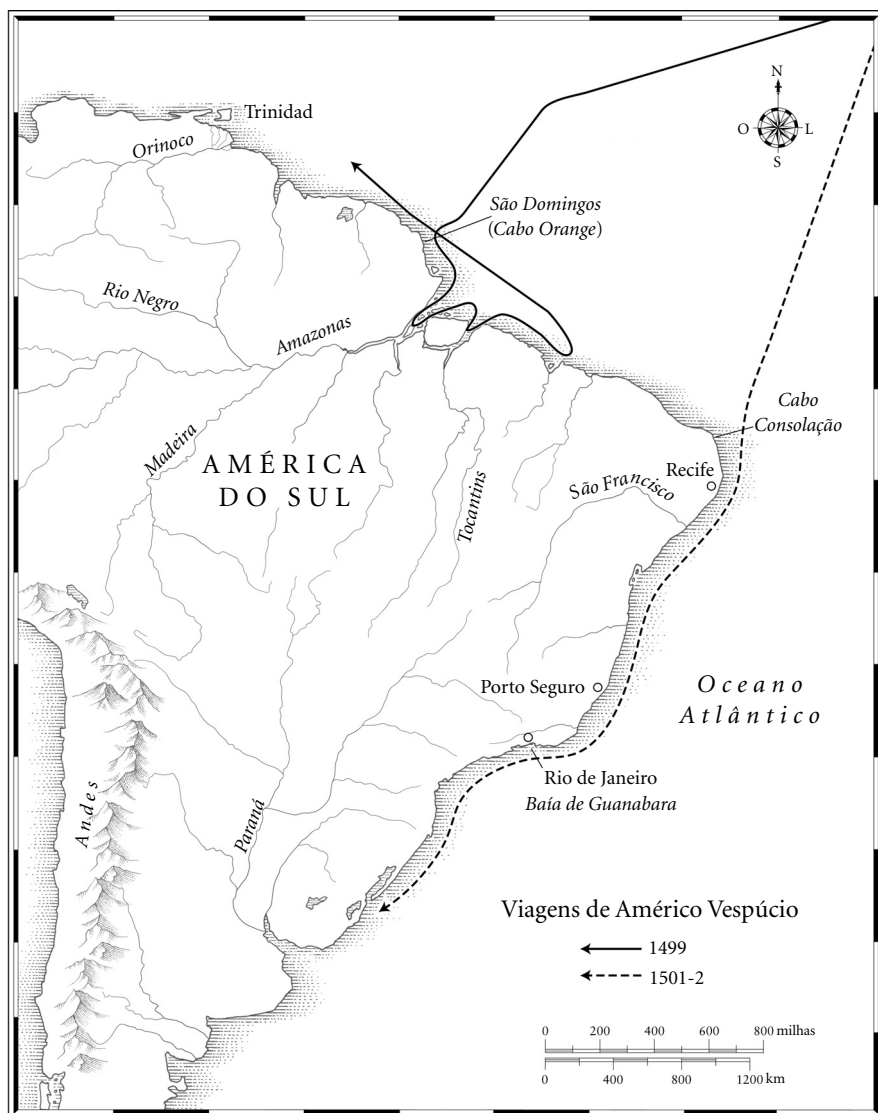 N
O
L
S
Trinidad
Orinoco
São Domingos
(Cabo Orange)
Rio Negro
Amazonas
Cabo
Consolação
Madeira
AMÉRICA
DO SUL
Recife
São Francisco
Tocantins
Porto Seguro
Oceano
Atlântico
Rio de Janeiro
Baía de Guanabara
Andes
Paraná
Viagens de Américo Vespúcio
1499
1501-2
0 200 400 600 800 milhas
0 400 800 1200 km